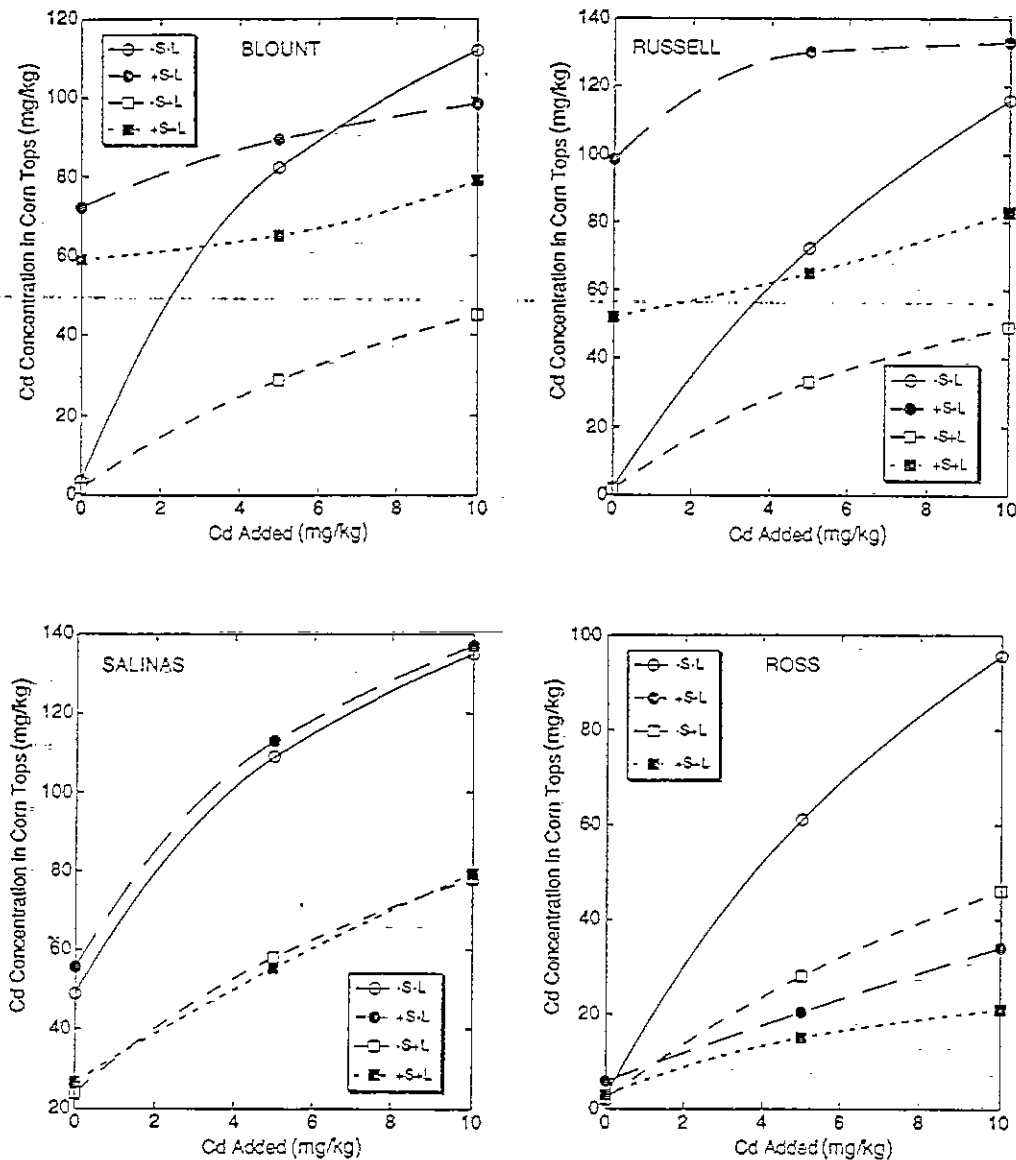 BLOUNT
-S-L
+S-L
-S+L
+S+L
120
100
80
60
40
20
0
Cd Concentration In Corn Tops (mg/kg)
0 2 4 6 8 10
Cd Added (mg/kg)
RUSSELL
140
120
100
80
60
40
20
0
Cd Concentration In Corn Tops (mg/kg)
-S-L
+S-L
-S+L
+S+L
0 2 4 6 8 10
Cd Added (mg/kg)
SALINAS
140
120
100
80
60
40
20
Cd Concentration In Corn Tops (mg/kg)
-S-L
+S-L
-S+L
+S+L
0 2 4 6 8 10
Cd Added (mg/kg)
ROSS
-S-L
+S-L
-S+L
+S+L
100
80
60
40
20
0
Cd Concentration In Corn Tops (mg/kg)
0 2 4 6 8 10
Cd Added (mg/kg)